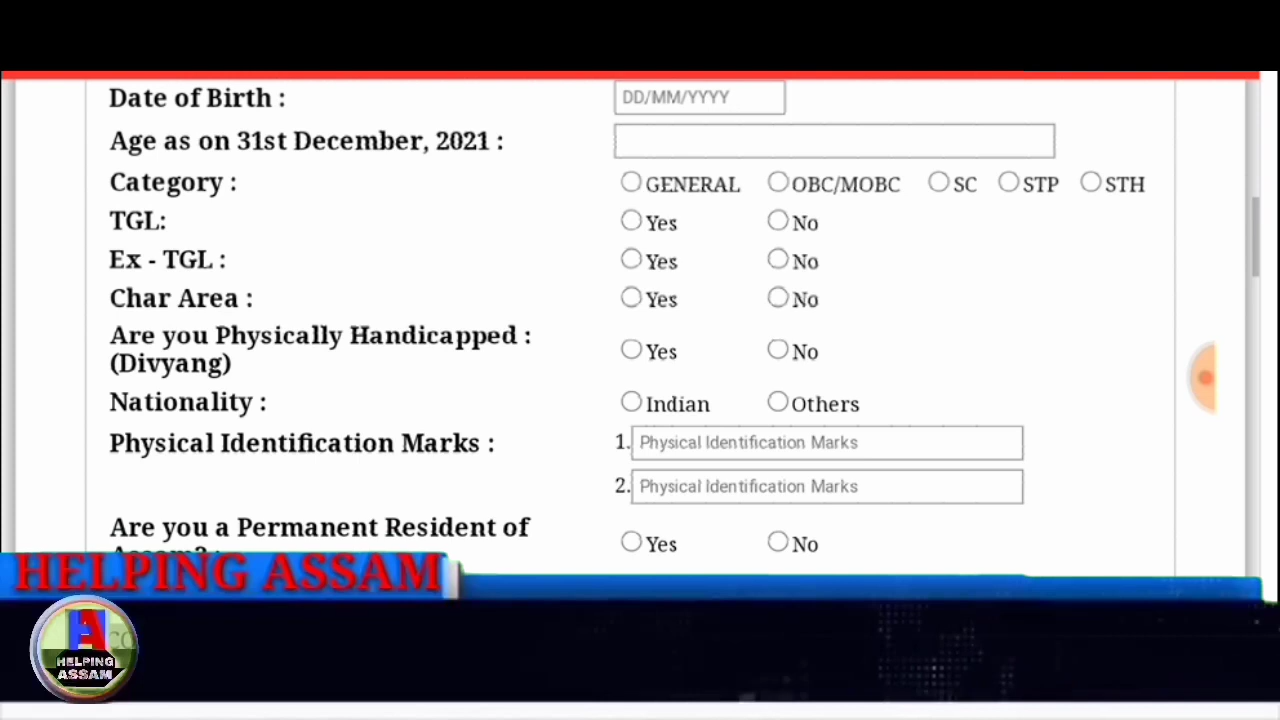 Date of Birth : DD/MM/YYYY
Age as on 31st December, 2021 :
Category : GENERAL OBC/MOBC SC STP STH
TGL: Yes No
Ex - TGL : Yes No
Char Area : Yes No
Are you Physically Handicapped :
(Divyang) Yes No
Nationality : Indian Others
Physical Identification Marks : 1. Physical Identification Marks
2. Physical Identification Marks
Are you a Permanent Resident of
Assam? : Yes No
HELPING ASSAM
HA
HELPING
ASSAM